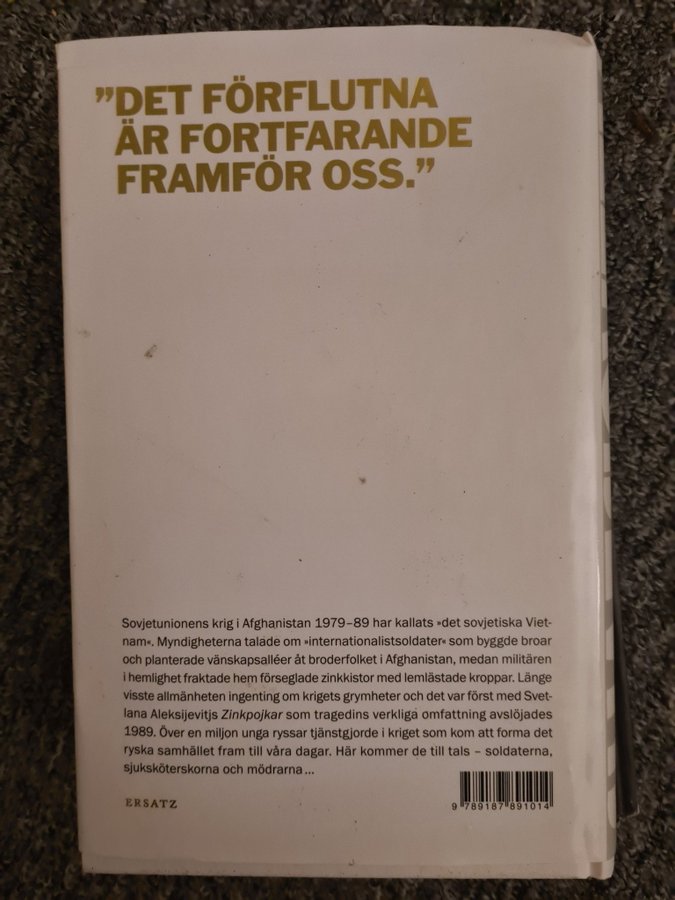 ”DET FÖRFLUTNA
ÄR FORTFARANDE
FRAMFÖR OSS.”
Sovjetunionens krig i Afghanistan 1979–89 har kallats »det sovjetiska Viet-
nam«. Myndigheterna talade om »internationalistsoldater« som byggde broar
och planterade vänskapsalléer åt broderfolket i Afghanistan, medan militären
i hemlighet fraktade hem förseglade zinkkistor med lemlästade kroppar. Länge
visste allmänheten ingenting om krigets grymheter och det var först med Svet-
lana Aleksijevitjs Zinkpojkar som tragedins verkliga omfattning avslöjades
1989. Över en miljon unga ryssar tjänstgjorde i kriget som kom att forma det
ryska samhället fram till våra dagar. Här kommer de till tals – soldaterna,
sjuksköterskorna och mödrarna ...
ERSATZ
9 789187 891014